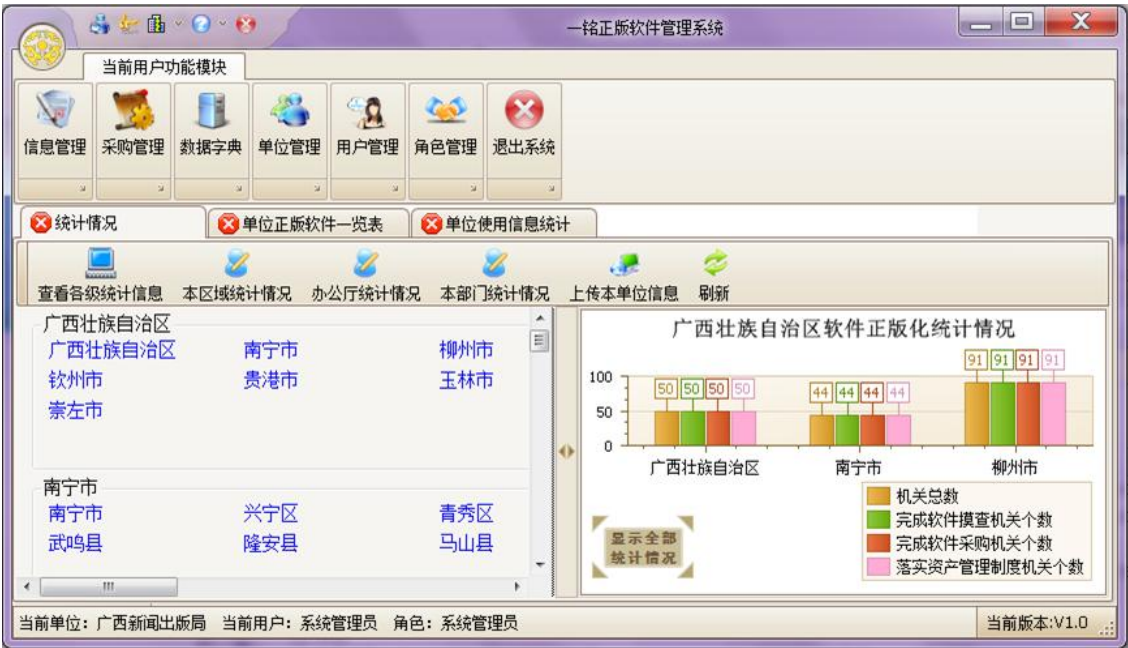 一铭正版软件管理系统
当前用户功能模块
信息管理 采购管理 数据字典 单位管理 用户管理 角色管理 退出系统
统计情况 单位正版软件一览表 单位使用信息统计
查看各级统计信息 本区域统计情况 办公厅统计情况 本部门统计情况 上传本单位信息 刷新
广西壮族自治区
广西壮族自治区 南宁市 柳州市
钦州市 贵港市 玉林市
崇左市
南宁市
南宁市 兴宁区 青秀区
武鸣县 隆安县 马山县
广西壮族自治区软件正版化统计情况
91 91 91 91
100
50 50 50 50
44 44 44 44
50
0
广西壮族自治区 南宁市 柳州市
机关总数
完成软件摸查机关个数
完成软件采购机关个数
落实资产管理制度机关个数
显示全部
统计情况
当前单位：广西新闻出版局 当前用户：系统管理员 角色：系统管理员
当前版本:V1.0